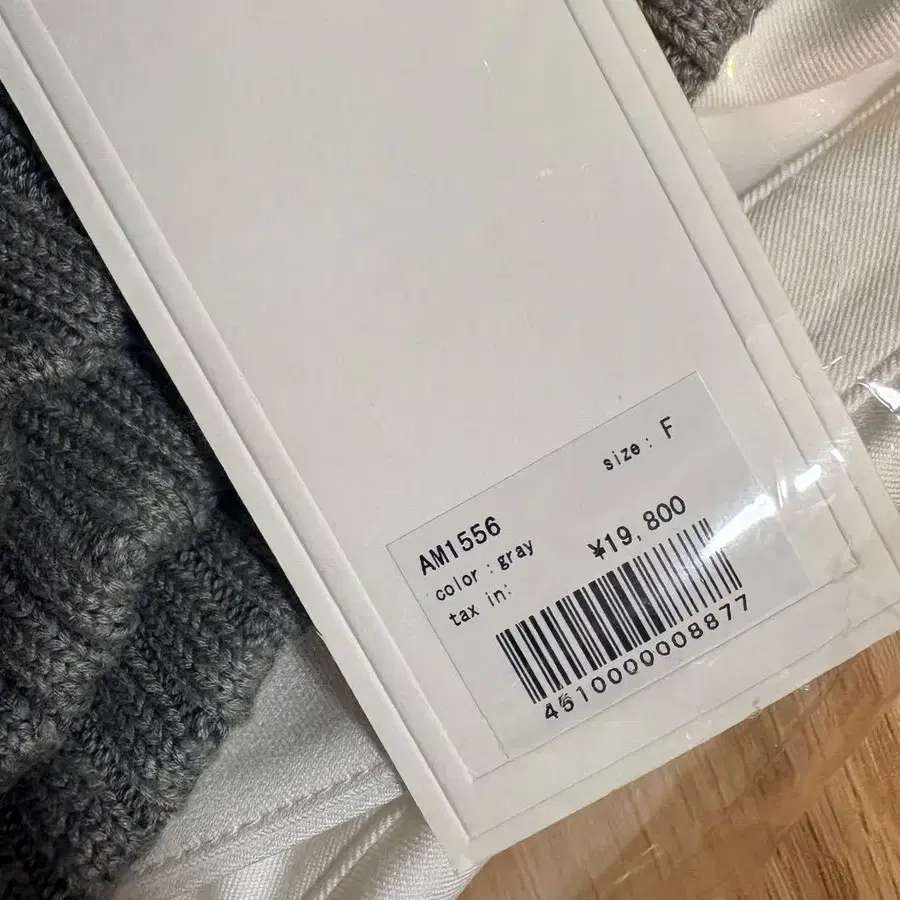 size: F
AM1556
color : gray
tax in: ¥19,800
4510000008877